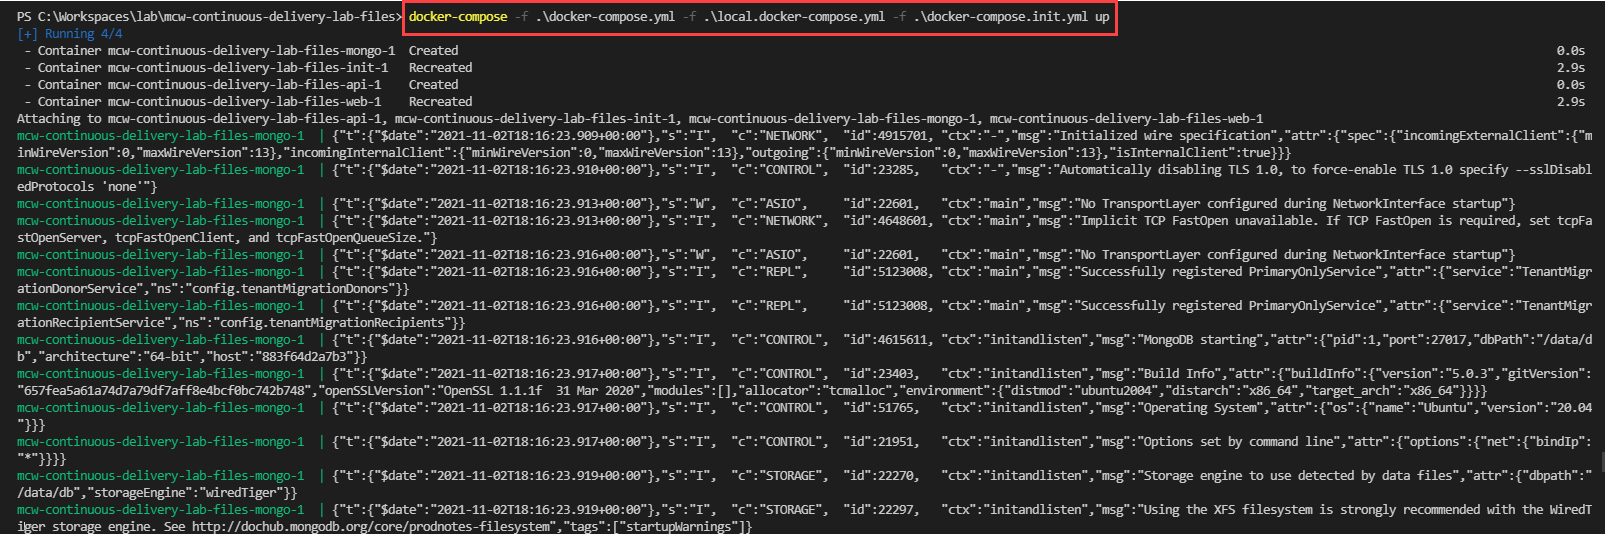 PS C:\Workspaces\lab\mcw-continuous-delivery-lab-files> docker-compose -f .\docker-compose.yml -f .\local.docker-compose.yml -f .\docker-compose.init.yml up
[+] Running 4/4
 - Container mcw-continuous-delivery-lab-files-mongo-1  Created  0.0s
 - Container mcw-continuous-delivery-lab-files-init-1   Recreated  2.9s
 - Container mcw-continuous-delivery-lab-files-api-1    Created  0.0s
 - Container mcw-continuous-delivery-lab-files-web-1    Recreated  2.9s
Attaching to mcw-continuous-delivery-lab-files-api-1, mcw-continuous-delivery-lab-files-init-1, mcw-continuous-delivery-lab-files-mongo-1, mcw-continuous-delivery-lab-files-web-1
mcw-continuous-delivery-lab-files-mongo-1  | {"t":{"$date":"2021-11-02T18:16:23.909+00:00"},"s":"I",  "c":"NETWORK",  "id":4915701, "ctx":"-","msg":"Initialized wire specification","attr":{"spec":{"incomingExternalClient":{"m
inWireVersion":0,"maxWireVersion":13},"incomingInternalClient":{"minWireVersion":0,"maxWireVersion":13},"outgoing":{"minWireVersion":0,"maxWireVersion":13},"isInternalClient":true}}}
mcw-continuous-delivery-lab-files-mongo-1  | {"t":{"$date":"2021-11-02T18:16:23.910+00:00"},"s":"I",  "c":"CONTROL",  "id":23285,   "ctx":"-","msg":"Automatically disabling TLS 1.0, to force-enable TLS 1.0 specify --sslDisabl
edProtocols 'none'"}
mcw-continuous-delivery-lab-files-mongo-1  | {"t":{"$date":"2021-11-02T18:16:23.913+00:00"},"s":"W",  "c":"ASIO",     "id":22601,   "ctx":"main","msg":"No TransportLayer configured during NetworkInterface startup"}
mcw-continuous-delivery-lab-files-mongo-1  | {"t":{"$date":"2021-11-02T18:16:23.913+00:00"},"s":"I",  "c":"NETWORK",  "id":4648601, "ctx":"main","msg":"Implicit TCP FastOpen unavailable. If TCP FastOpen is required, set tcpFa
stOpenServer, tcpFastOpenClient, and tcpFastOpenQueueSize."}
mcw-continuous-delivery-lab-files-mongo-1  | {"t":{"$date":"2021-11-02T18:16:23.916+00:00"},"s":"W",  "c":"ASIO",     "id":22601,   "ctx":"main","msg":"No TransportLayer configured during NetworkInterface startup"}
mcw-continuous-delivery-lab-files-mongo-1  | {"t":{"$date":"2021-11-02T18:16:23.916+00:00"},"s":"I",  "c":"REPL",     "id":5123008, "ctx":"main","msg":"Successfully registered PrimaryOnlyService","attr":{"service":"TenantMigr
ationDonorService","ns":"config.tenantMigrationDonors"}}
mcw-continuous-delivery-lab-files-mongo-1  | {"t":{"$date":"2021-11-02T18:16:23.916+00:00"},"s":"I",  "c":"REPL",     "id":5123008, "ctx":"main","msg":"Successfully registered PrimaryOnlyService","attr":{"service":"TenantMigr
ationRecipientService","ns":"config.tenantMigrationRecipients"}}
mcw-continuous-delivery-lab-files-mongo-1  | {"t":{"$date":"2021-11-02T18:16:23.916+00:00"},"s":"I",  "c":"CONTROL",  "id":4615611, "ctx":"initandlisten","msg":"MongoDB starting","attr":{"pid":1,"port":27017,"dbPath":"/data/d
b","architecture":"64-bit","host":"883f64d2a7b3"}}
mcw-continuous-delivery-lab-files-mongo-1  | {"t":{"$date":"2021-11-02T18:16:23.917+00:00"},"s":"I",  "c":"CONTROL",  "id":23403,   "ctx":"initandlisten","msg":"Build Info","attr":{"buildInfo":{"version":"5.0.3","gitVersion":
"657fea5a61a74d7a79df7aff8e4bcf0bc742b748","openSSLVersion":"OpenSSL 1.1.1f  31 Mar 2020","modules":[],"allocator":"tcmalloc","environment":{"distmod":"ubuntu2004","distarch":"x86_64","target_arch":"x86_64"}}}}
mcw-continuous-delivery-lab-files-mongo-1  | {"t":{"$date":"2021-11-02T18:16:23.917+00:00"},"s":"I",  "c":"CONTROL",  "id":51765,   "ctx":"initandlisten","msg":"Operating System","attr":{"os":{"name":"Ubuntu","version":"20.04
"}}}
mcw-continuous-delivery-lab-files-mongo-1  | {"t":{"$date":"2021-11-02T18:16:23.917+00:00"},"s":"I",  "c":"CONTROL",  "id":21951,   "ctx":"initandlisten","msg":"Options set by command line","attr":{"options":{"net":{"bindIp":
"*"}}}}
mcw-continuous-delivery-lab-files-mongo-1  | {"t":{"$date":"2021-11-02T18:16:23.919+00:00"},"s":"I",  "c":"STORAGE",  "id":22270,   "ctx":"initandlisten","msg":"Storage engine to use detected by data files","attr":{"dbpath":"
/data/db","storageEngine":"wiredTiger"}}
mcw-continuous-delivery-lab-files-mongo-1  | {"t":{"$date":"2021-11-02T18:16:23.919+00:00"},"s":"I",  "c":"STORAGE",  "id":22297,   "ctx":"initandlisten","msg":"Using the XFS filesystem is strongly recommended with the WiredT
iger storage engine. See http://dochub.mongodb.org/core/prodnotes-filesystem","tags":["startupWarnings"]}